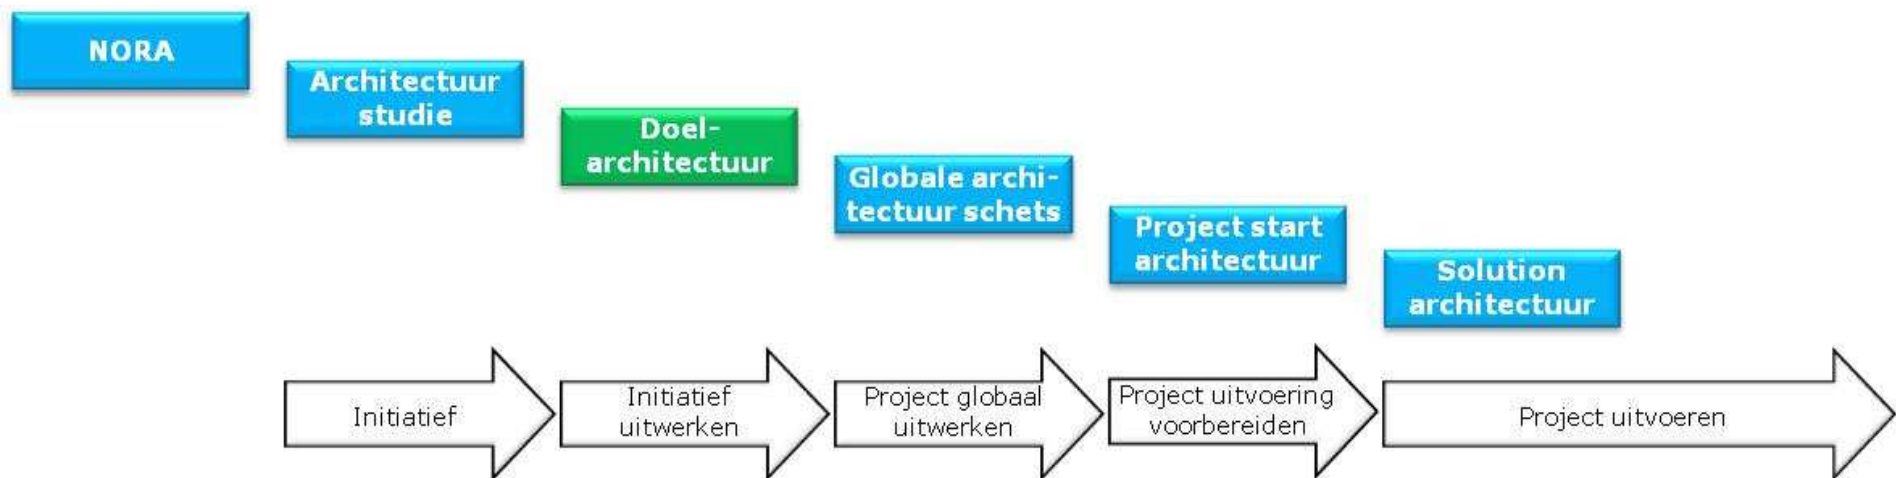 NORA
Architectuur
studie
Doel-
architectuur
Globale archi-
tectuur schets
Project start
architectuur
Solution
architectuur
Initiatief
Initiatief
uitwerken
Project globaal
uitwerken
Project uitvoering
voorbereiden
Project uitvoeren